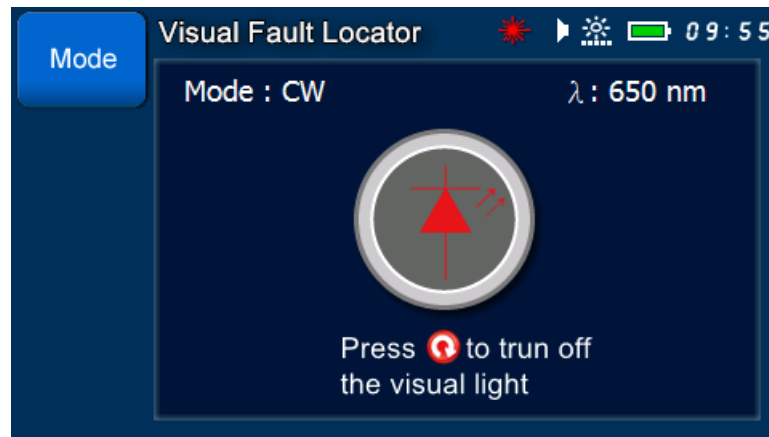 Mode
Visual Fault Locator 09:55
Mode : CW λ : 650 nm
Press to trun off
the visual light